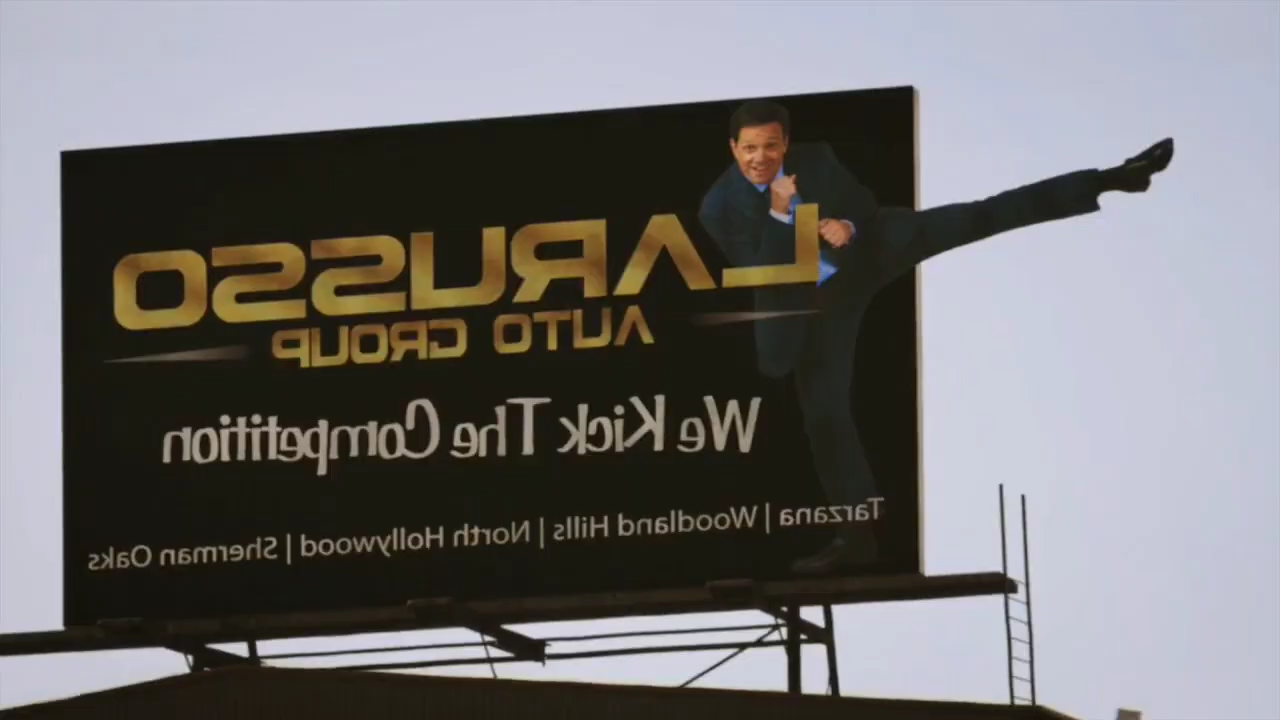 LARUSSO
AUTO GROUP
We Kick The Competition
Tarzana | Woodland Hills | North Hollywood | Sherman Oaks